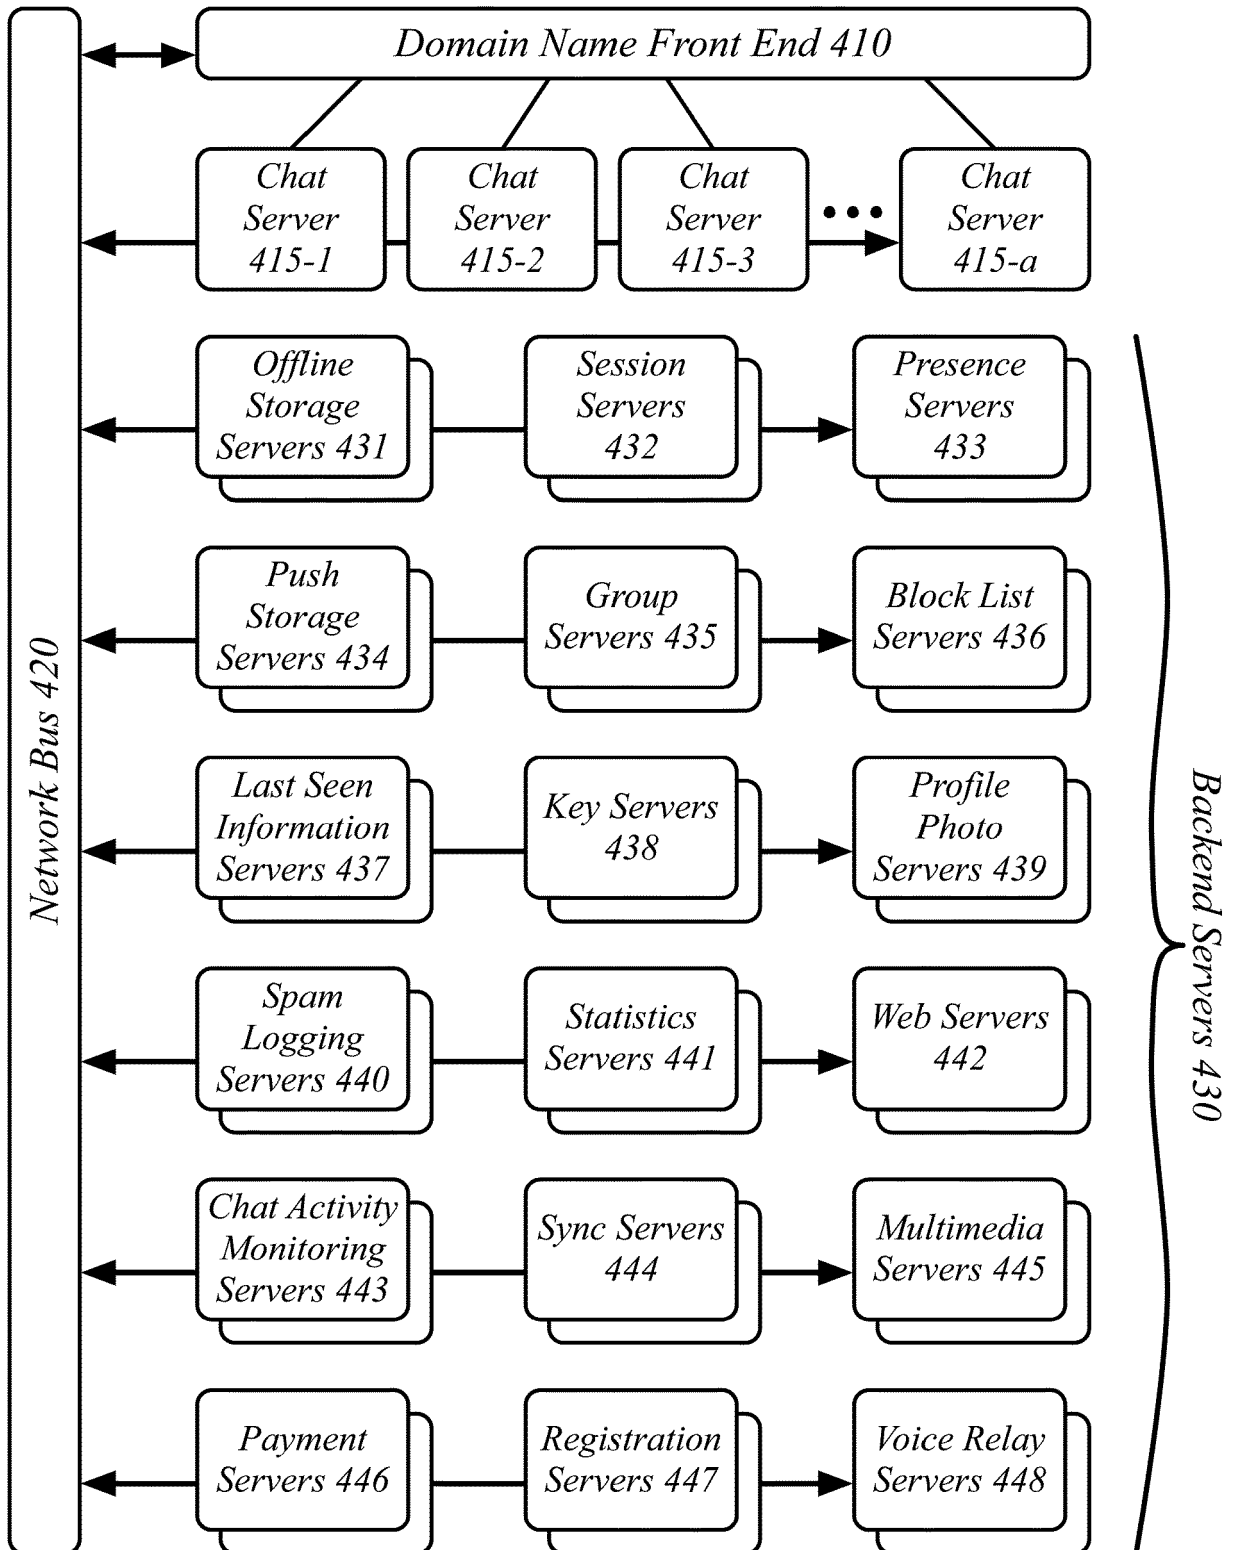 Domain Name Front End 410
Chat
Server
415-1
Chat
Server
415-2
Chat
Server
415-3
Chat
Server
415-a
Offline
Storage
Servers 431
Session
Servers
432
Presence
Servers
433
Push
Storage
Servers 434
Group
Servers 435
Block List
Servers 436
Last Seen
Information
Servers 437
Key Servers
438
Profile
Photo
Servers 439
Spam
Logging
Servers 440
Statistics
Servers 441
Web Servers
442
Chat Activity
Monitoring
Servers 443
Sync Servers
444
Multimedia
Servers 445
Payment
Servers 446
Registration
Servers 447
Voice Relay
Servers 448
Network Bus 420
Backend Servers 430